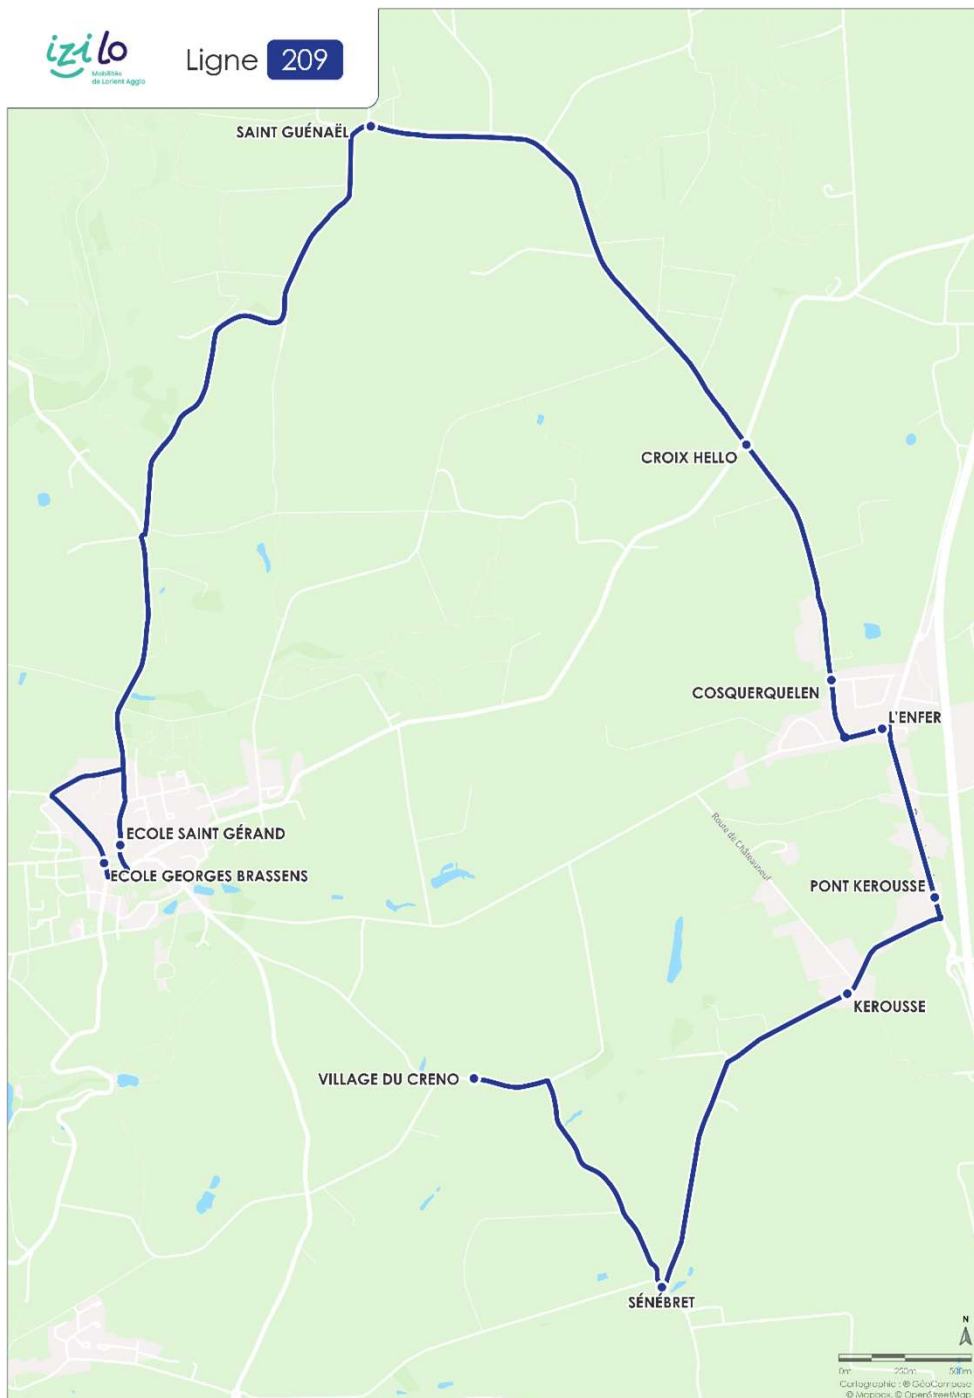 izilo
Mobilités
de Lorient Agglo
Ligne 209
SAINT GUÉNAËL
CROIX HELLO
COSQUERQUELEN
L'ENFER
ECOLE SAINT GÉRAND
ECOLE GEORGES BRASSENS
Route de Châteauneuf
PONT KEROUSSE
KEROUSSE
VILLAGE DU CRENO
SÉNÉBRET
N
0m 250m 500m
Cartographie : © GéoCompose
© Mapbox, © OpenStreetMap